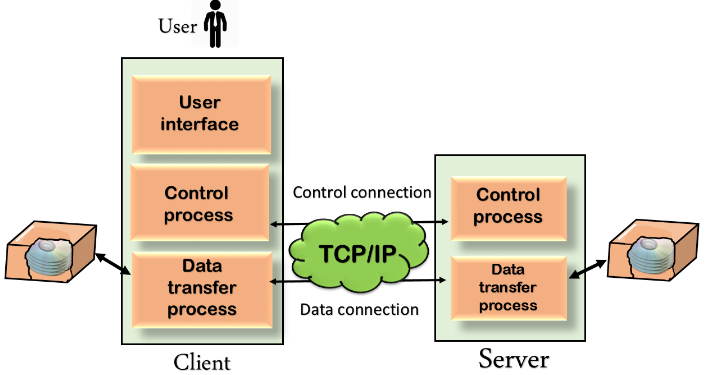 User
User
interface
Control
process
Data
transfer
process
Client
Control connection
TCP/IP
Data connection
Control
process
Data
transfer
process
Server